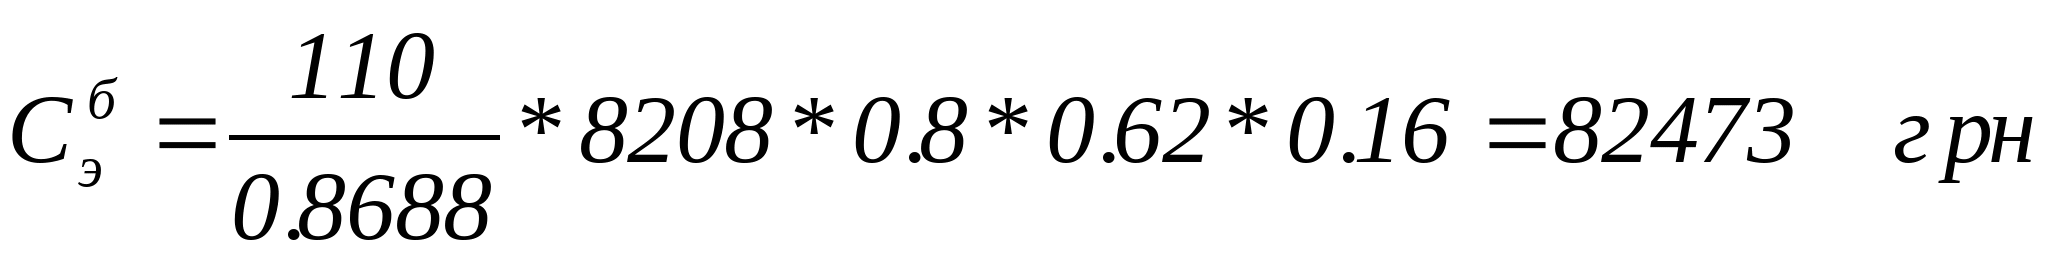 C_э^б = 110/0.8688 * 8208 * 0.8 * 0.62 * 0.16 = 82473 грн